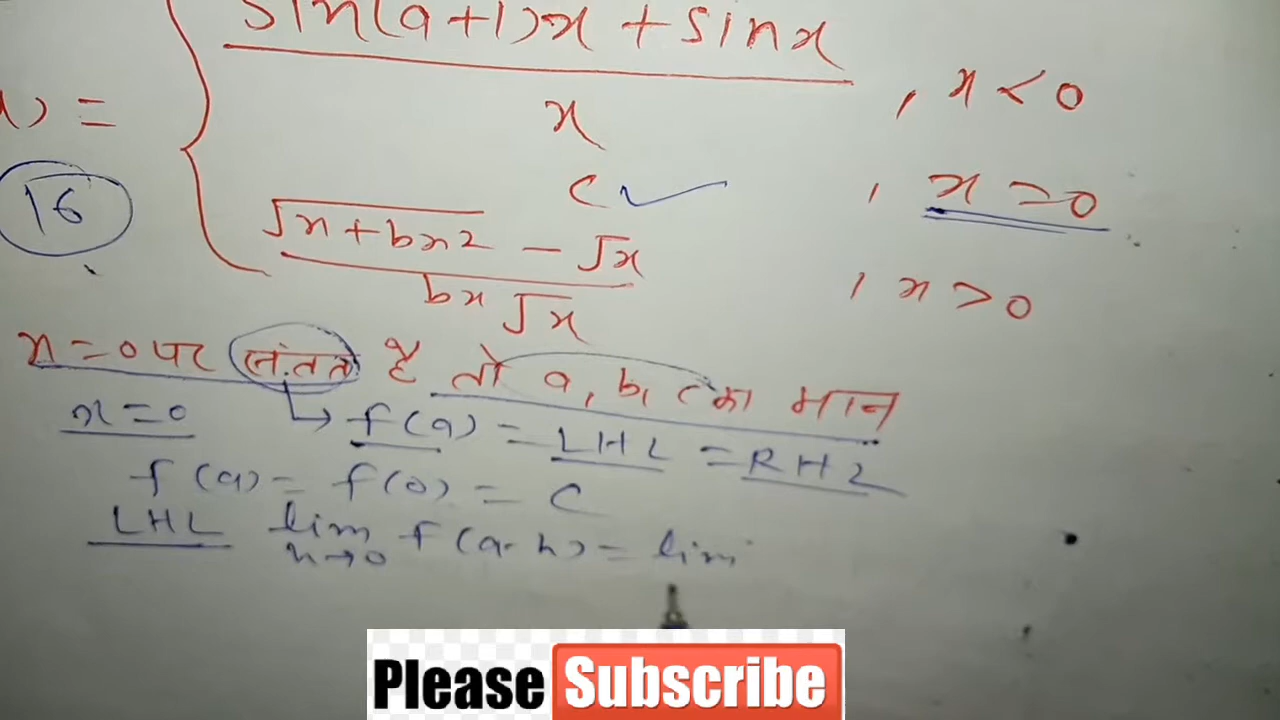 sin(a+1)x + sinx
x) =
x
, x < 0
16
c ✓ , x = 0
√x+bx² - √x
bx √x
, x > 0
x = 0 पर संतत है तो a, b, c का मान
x = 0 → f(a) = LHL = RHL
f(a) = f(0) = C
LHL lim f(a-h) = lim
h→0
Please Subscribe